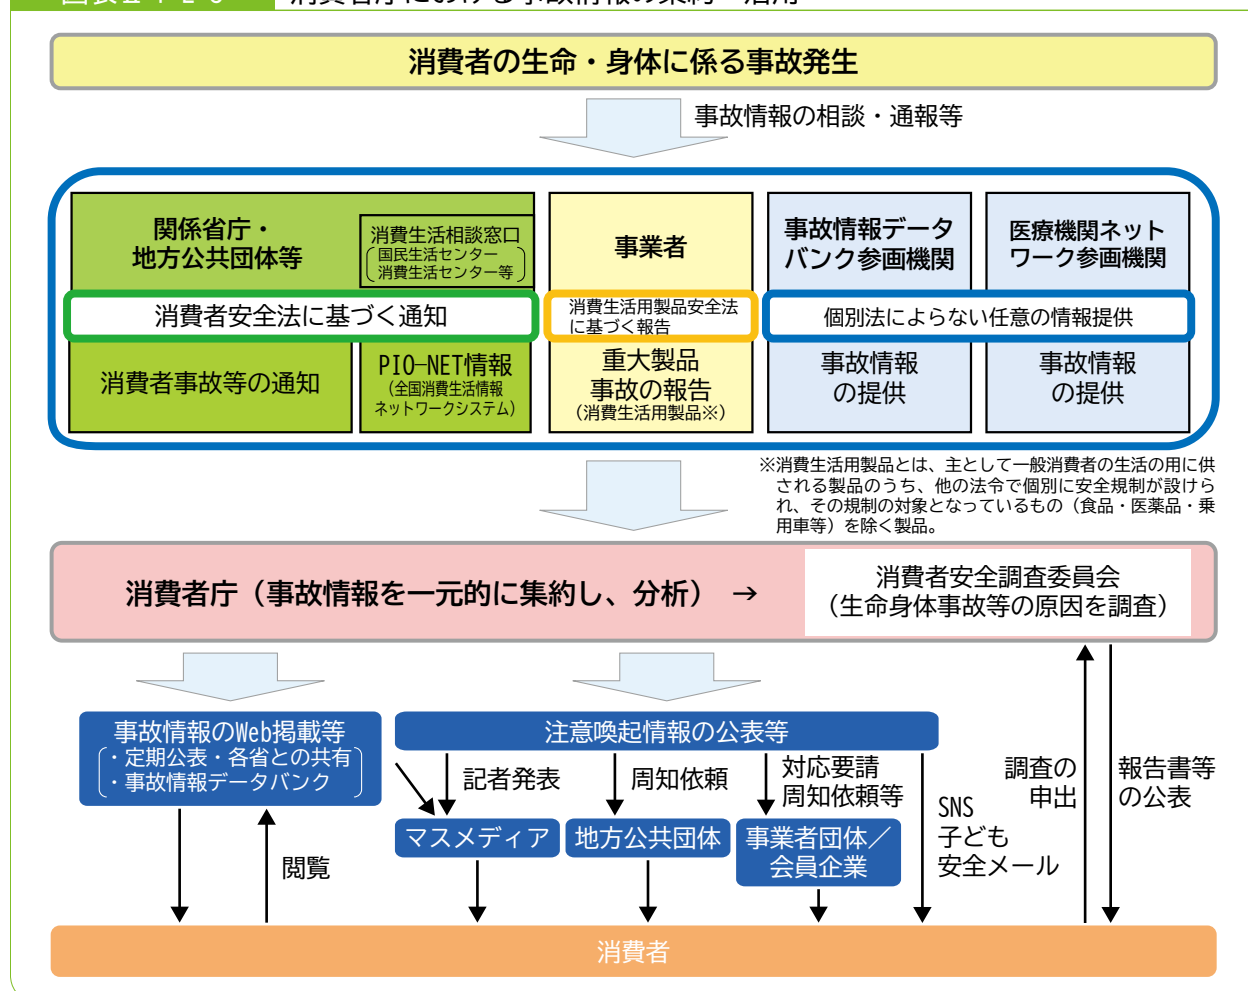 消費者の生命・身体に係る事故発生
事故情報の相談・通報等
関係省庁・
地方公共団体等
消費生活相談窓口
国民生活センター
消費生活センター等
事業者
事故情報データ
バンク参画機関
医療機関ネット
ワーク参画機関
消費者安全法に基づく通知
消費生活用製品安全法
に基づく報告
個別法によらない任意の情報提供
消費者事故等の通知
PIO−NET情報
(全国消費生活情報
ネットワークシステム)
重大製品
事故の報告
(消費生活用製品※)
事故情報
の提供
事故情報
の提供
※消費生活用製品とは、主として一般消費者の生活の用に供
される製品のうち、他の法令で個別に安全規制が設けら
れ、その規制の対象となっているもの（食品・医薬品・乗
用車等）を除く製品。
消費者庁（事故情報を一元的に集約し、分析） →
消費者安全調査委員会
（生命身体事故等の原因を調査）
事故情報のWeb掲載等
・定期公表・各省との共有
・事故情報データバンク
注意喚起情報の公表等
記者発表
周知依頼
対応要請
周知依頼等
調査の
申出
報告書等
の公表
マスメディア
地方公共団体
事業者団体／
会員企業
SNS
子ども
安全メール
閲覧
消費者